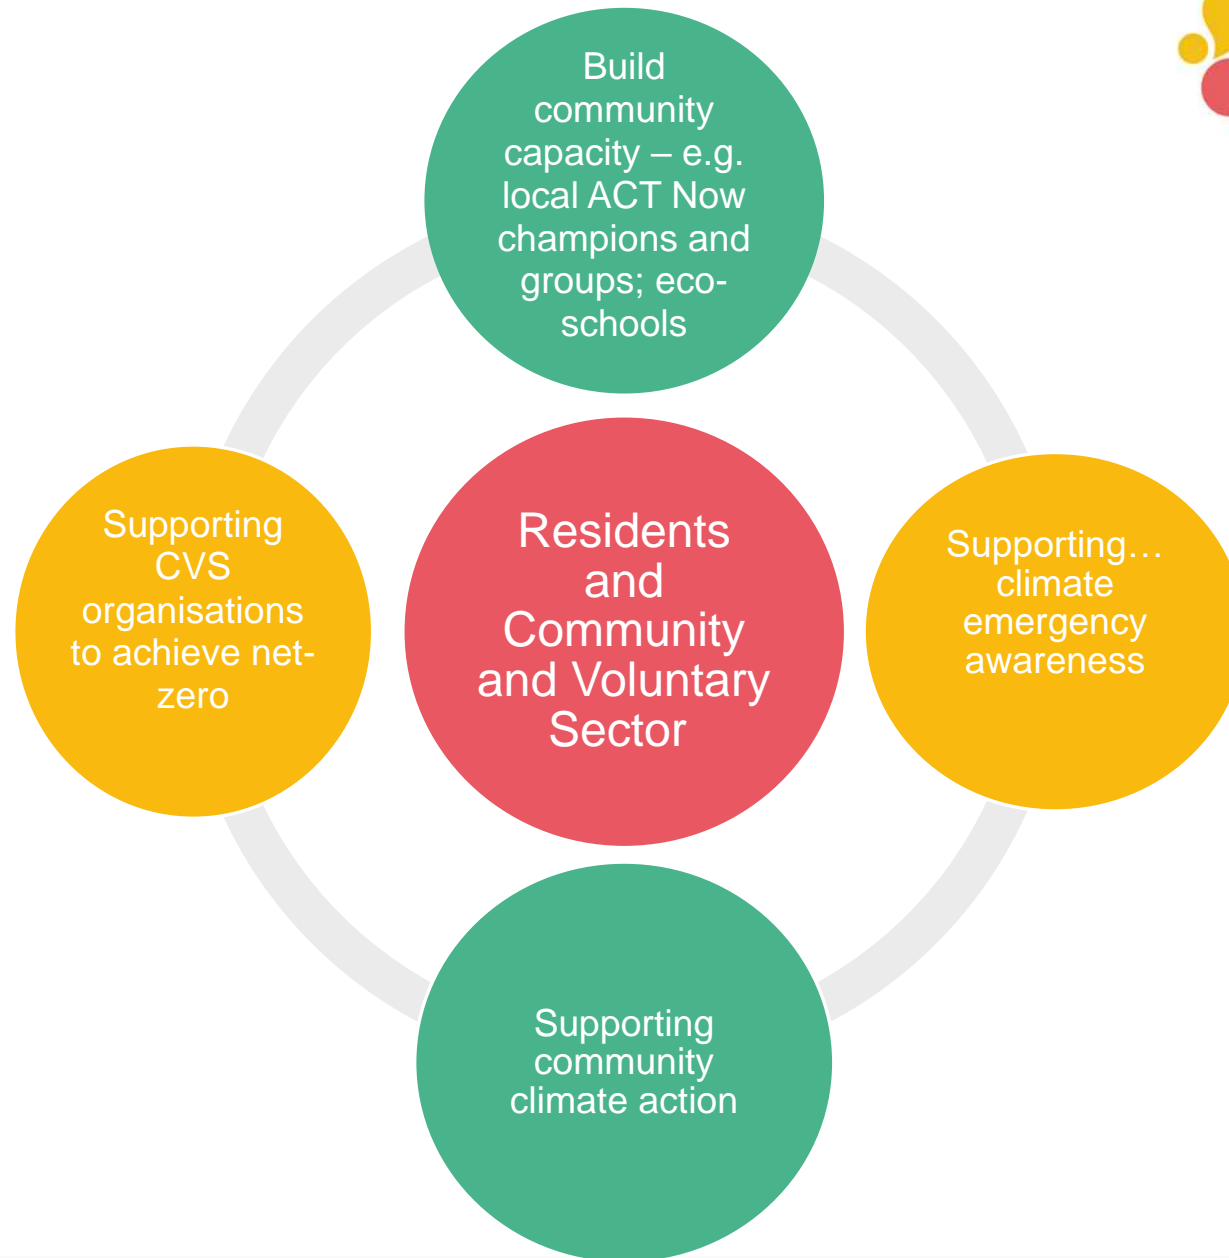 Build
community
capacity – e.g.
local ACT Now
champions and
groups; eco-
schools
Supporting
CVS
organisations
to achieve net-
zero
Residents
and
Community
and Voluntary
Sector
Supporting…
climate
emergency
awareness
Supporting
community
climate action